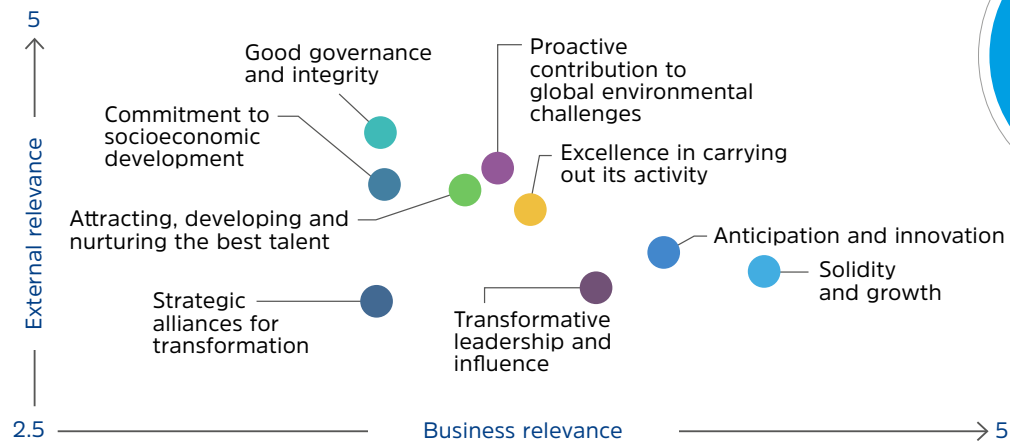 5
Good governance
and integrity
Proactive
contribution to
global environmental
challenges
Commitment to
socioeconomic
development
Excellence in carrying
out its activity
External relevance
Attracting, developing and
nurturing the best talent
Anticipation and innovation
Solidity
and growth
Strategic
alliances for
transformation
Transformative
leadership and
influence
2.5
Business relevance
5